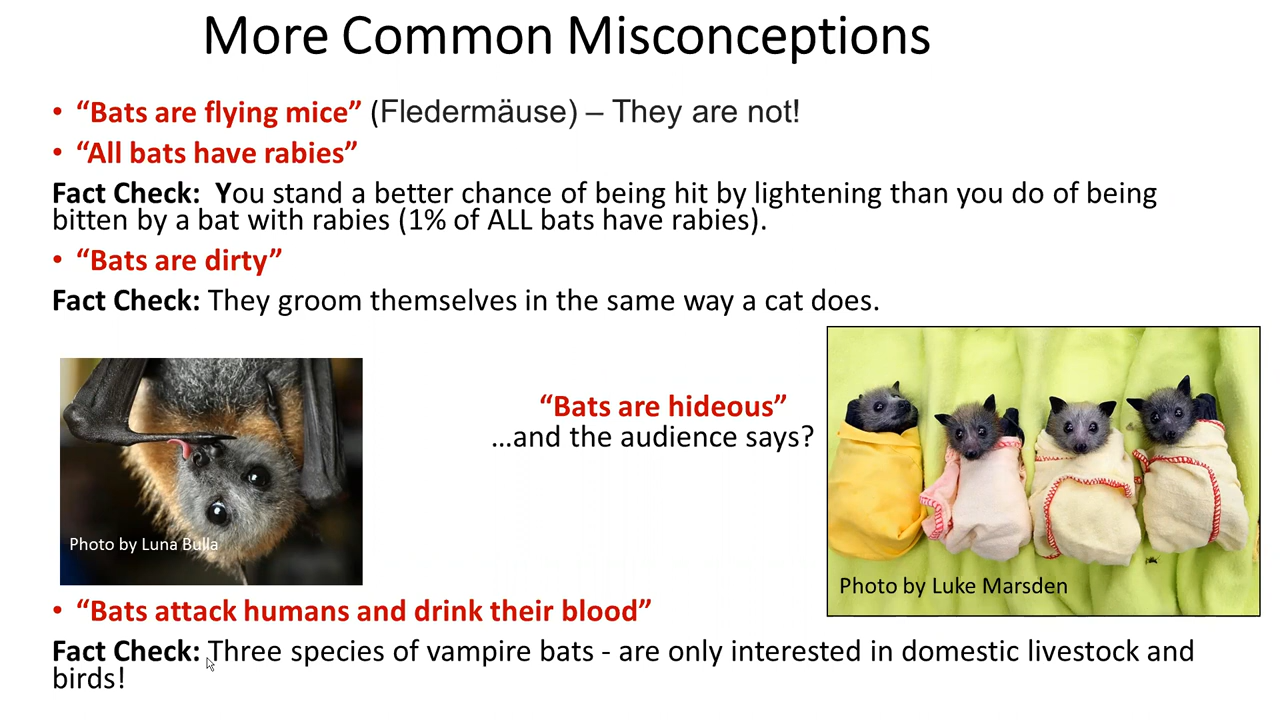 More Common Misconceptions
• “Bats are flying mice” (Fledermäuse) – They are not!
• “All bats have rabies”
Fact Check:  You stand a better chance of being hit by lightening than you do of being
bitten by a bat with rabies (1% of ALL bats have rabies).
• “Bats are dirty”
Fact Check: They groom themselves in the same way a cat does.
“Bats are hideous”
...and the audience says?
Photo by Luna Bulla
Photo by Luke Marsden
• “Bats attack humans and drink their blood”
Fact Check: Three species of vampire bats - are only interested in domestic livestock and
birds!